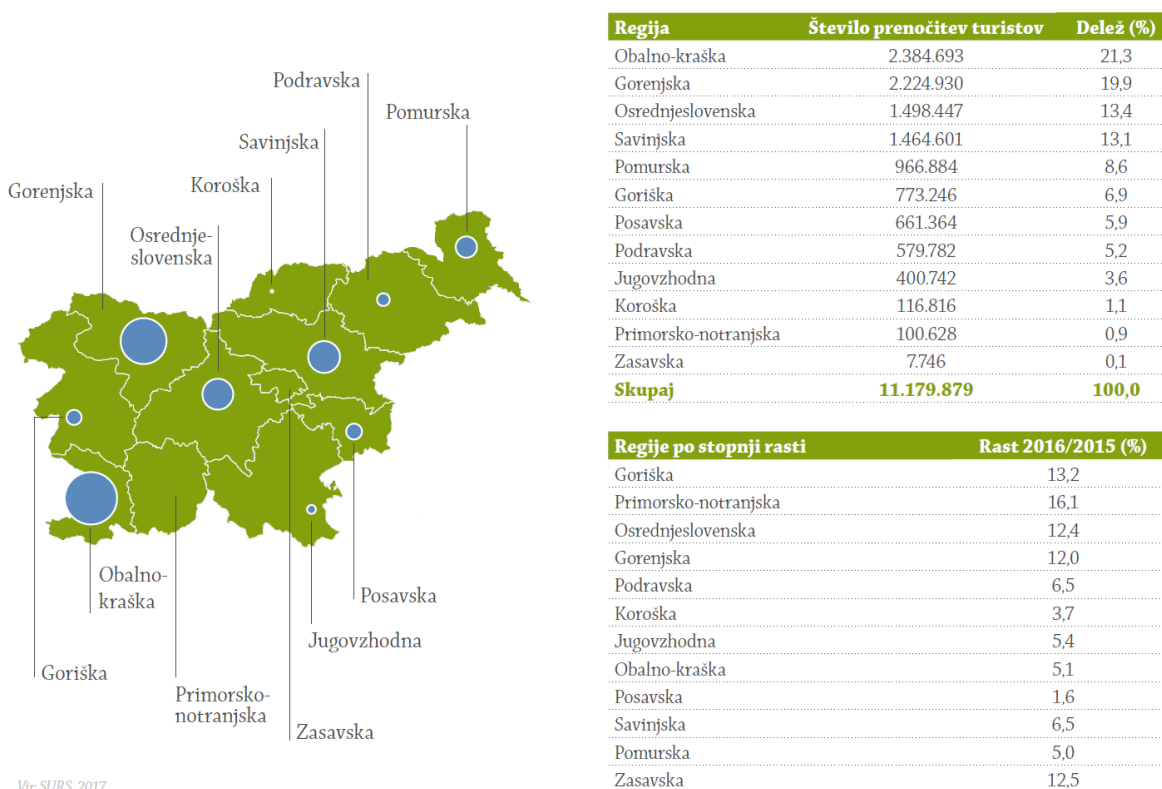 Podravska
Pomurska
Savinjska
Koroška
Gorenjska
Osrednje-
slovenska
Obalno-
kraška
Posavska
Jugovzhodna
Goriška
Primorsko-
notranjska
Zasavska
Vir: SURS, 2017
Regija Število prenočitev turistov Delež (%)
Obalno-kraška 2.384.693 21,3
Gorenjska 2.224.930 19,9
Osrednjeslovenska 1.498.447 13,4
Savinjska 1.464.601 13,1
Pomurska 966.884 8,6
Goriška 773.246 6,9
Posavska 661.364 5,9
Podravska 579.782 5,2
Jugovzhodna 400.742 3,6
Koroška 116.816 1,1
Primorsko-notranjska 100.628 0,9
Zasavska 7.746 0,1
Skupaj 11.179.879 100,0
Regije po stopnji rasti Rast 2016/2015 (%)
Goriška 13,2
Primorsko-notranjska 16,1
Osrednjeslovenska 12,4
Gorenjska 12,0
Podravska 6,5
Koroška 3,7
Jugovzhodna 5,4
Obalno-kraška 5,1
Posavska 1,6
Savinjska 6,5
Pomurska 5,0
Zasavska 12,5